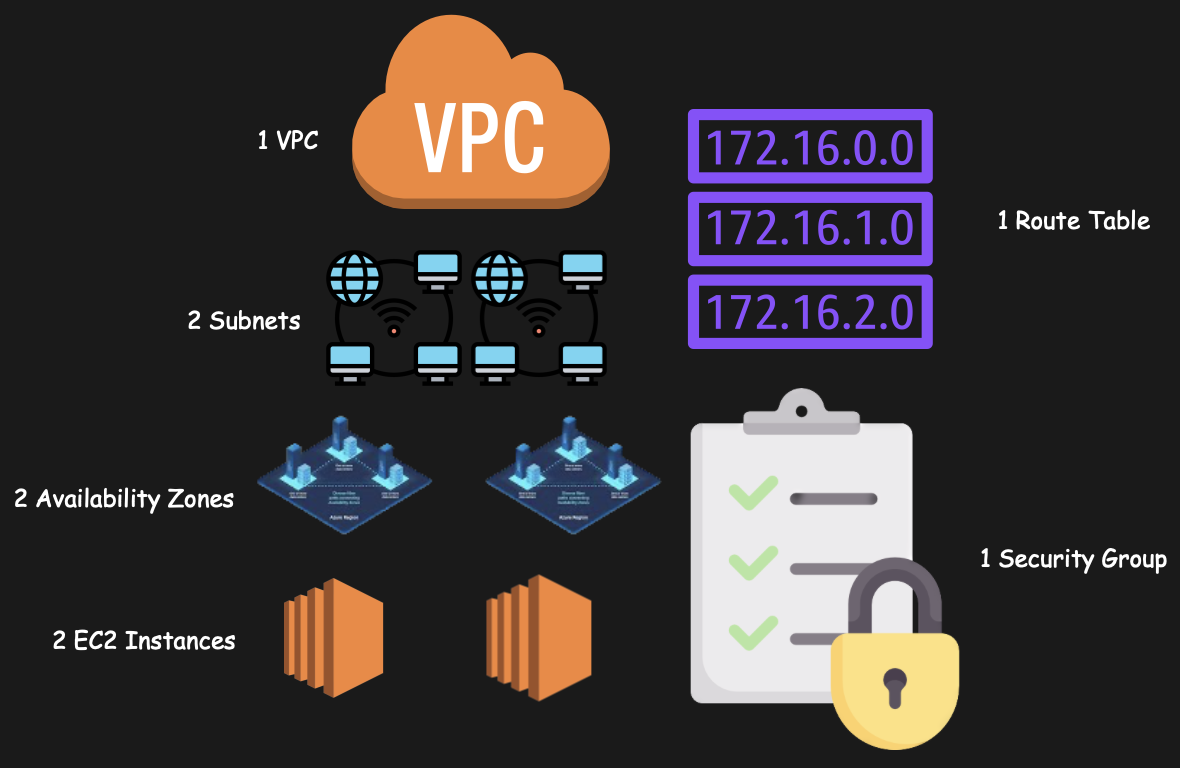 VPC
1 VPC
172.16.0.0
172.16.1.0
172.16.2.0
1 Route Table
2 Subnets
2 Availability Zones
Azure Region
Azure Region
1 Security Group
2 EC2 Instances